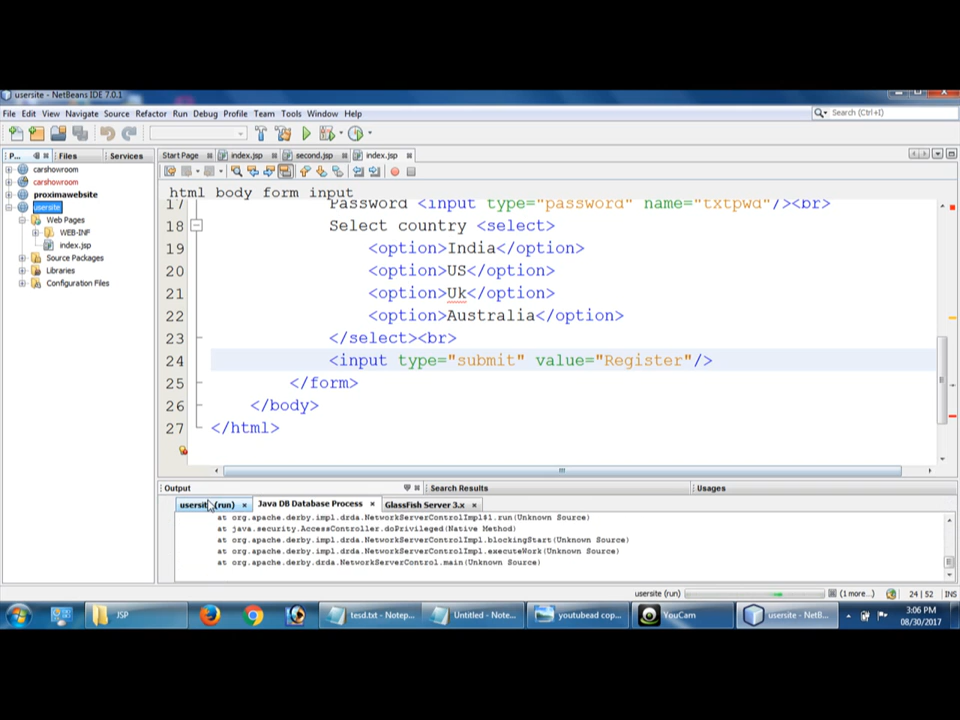 usersite - NetBeans IDE 7.0.1
File Edit View Navigate Source Refactor Run Debug Profile Team Tools Window Help
Search (Ctrl+I)
P... Files Services
Start Page index.jsp second.jsp index.jsp
carshowroom
carshowroom
proximawebsite
usersite
Web Pages
WEB-INF
index.jsp
Source Packages
Libraries
Configuration Files
html body form input
17 Password <input type="password" name="txtpwd"/><br>
18 Select country <select>
19 <option>India</option>
20 <option>US</option>
21 <option>Uk</option>
22 <option>Australia</option>
23 </select><br>
24 <input type="submit" value="Register"/>
25 </form>
26 </body>
27 </html>
Output Search Results Usages
usersite (run) Java DB Database Process GlassFish Server 3.x
at org.apache.derby.impl.drda.NetworkServerControlImpl$1.run(Unknown Source)
at java.security.AccessController.doPrivileged(Native Method)
at org.apache.derby.impl.drda.NetworkServerControlImpl.blockingStart(Unknown Source)
at org.apache.derby.impl.drda.NetworkServerControlImpl.executeWork(Unknown Source)
at org.apache.derby.drda.NetworkServerControl.main(Unknown Source)
usersite (run) (1 more...) 24 | 52 INS
JSP tesd.txt - Notep... Untitled - Note... youtubead cop... YouCam usersite - NetB... 3:06 PM
08/30/2017